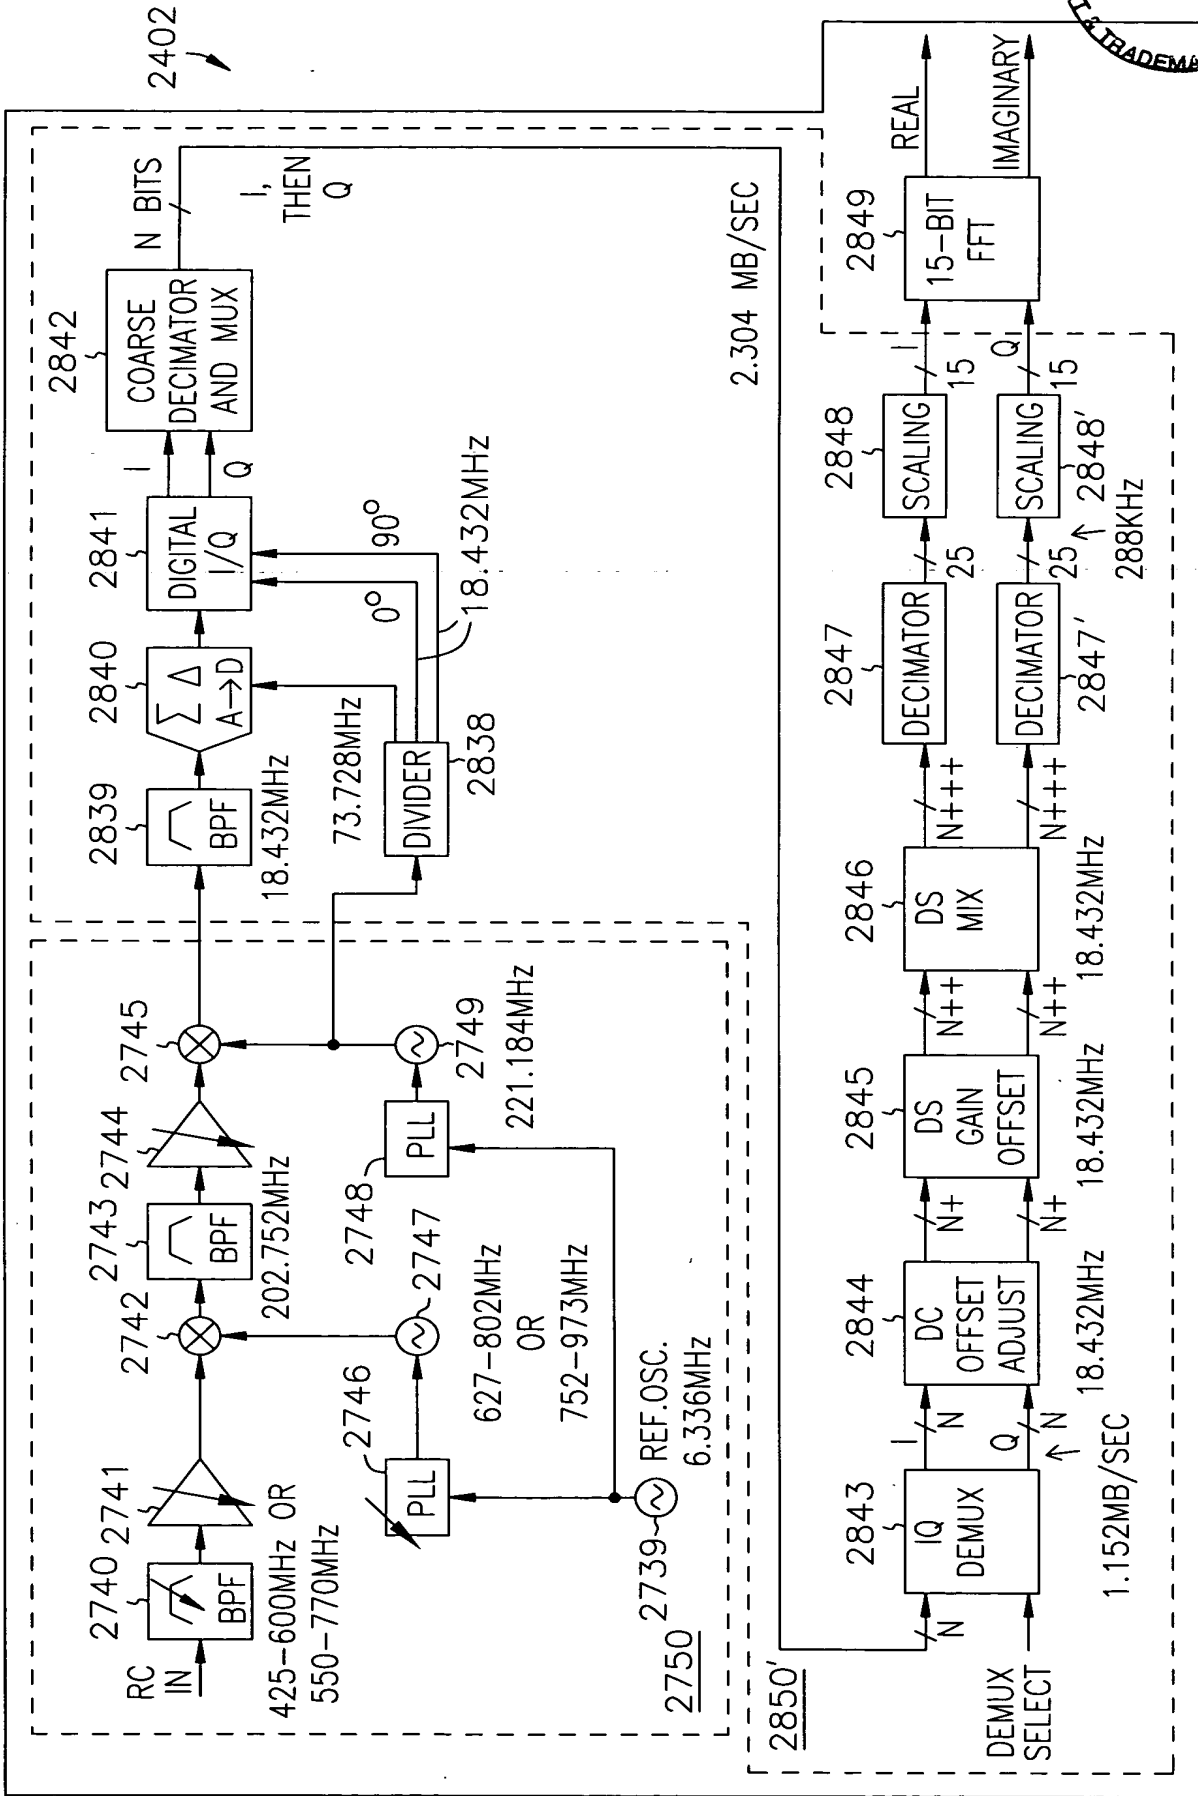 2402
2740
2741
2742
2743
2744
2745
2839
2840
2841
2842
RC
IN
BPF
425-600MHz OR
550-770MHz
BPF
202.752MHz
BPF
18.432MHz
Σ Δ
A→D
DIGITAL
I/Q
I
Q
COARSE
DECIMATOR
AND MUX
N BITS
I,
THEN
Q
2746
PLL
2747
627-802MHz
OR
752-973MHz
2748
PLL
2749
221.184MHz
2739
REF.OSC.
6.336MHz
2750
73.728MHz
DIVIDER
2838
0°
90°
18.432MHz
2.304 MB/SEC
2850'
DEMUX
SELECT
N
2843
IQ
DEMUX
I
N
Q
N
1.152MB/SEC
2844
DC
OFFSET
ADJUST
18.432MHz
N+
N+
2845
DS
GAIN
OFFSET
18.432MHz
N++
N++
2846
DS
MIX
18.432MHz
N+++
N+++
2847
DECIMATOR
DECIMATOR
2847'
25
25
288KHz
2848
SCALING
SCALING
2848'
I
15
Q
15
2849
15-BIT
FFT
REAL
IMAGINARY
T & TRADEMA